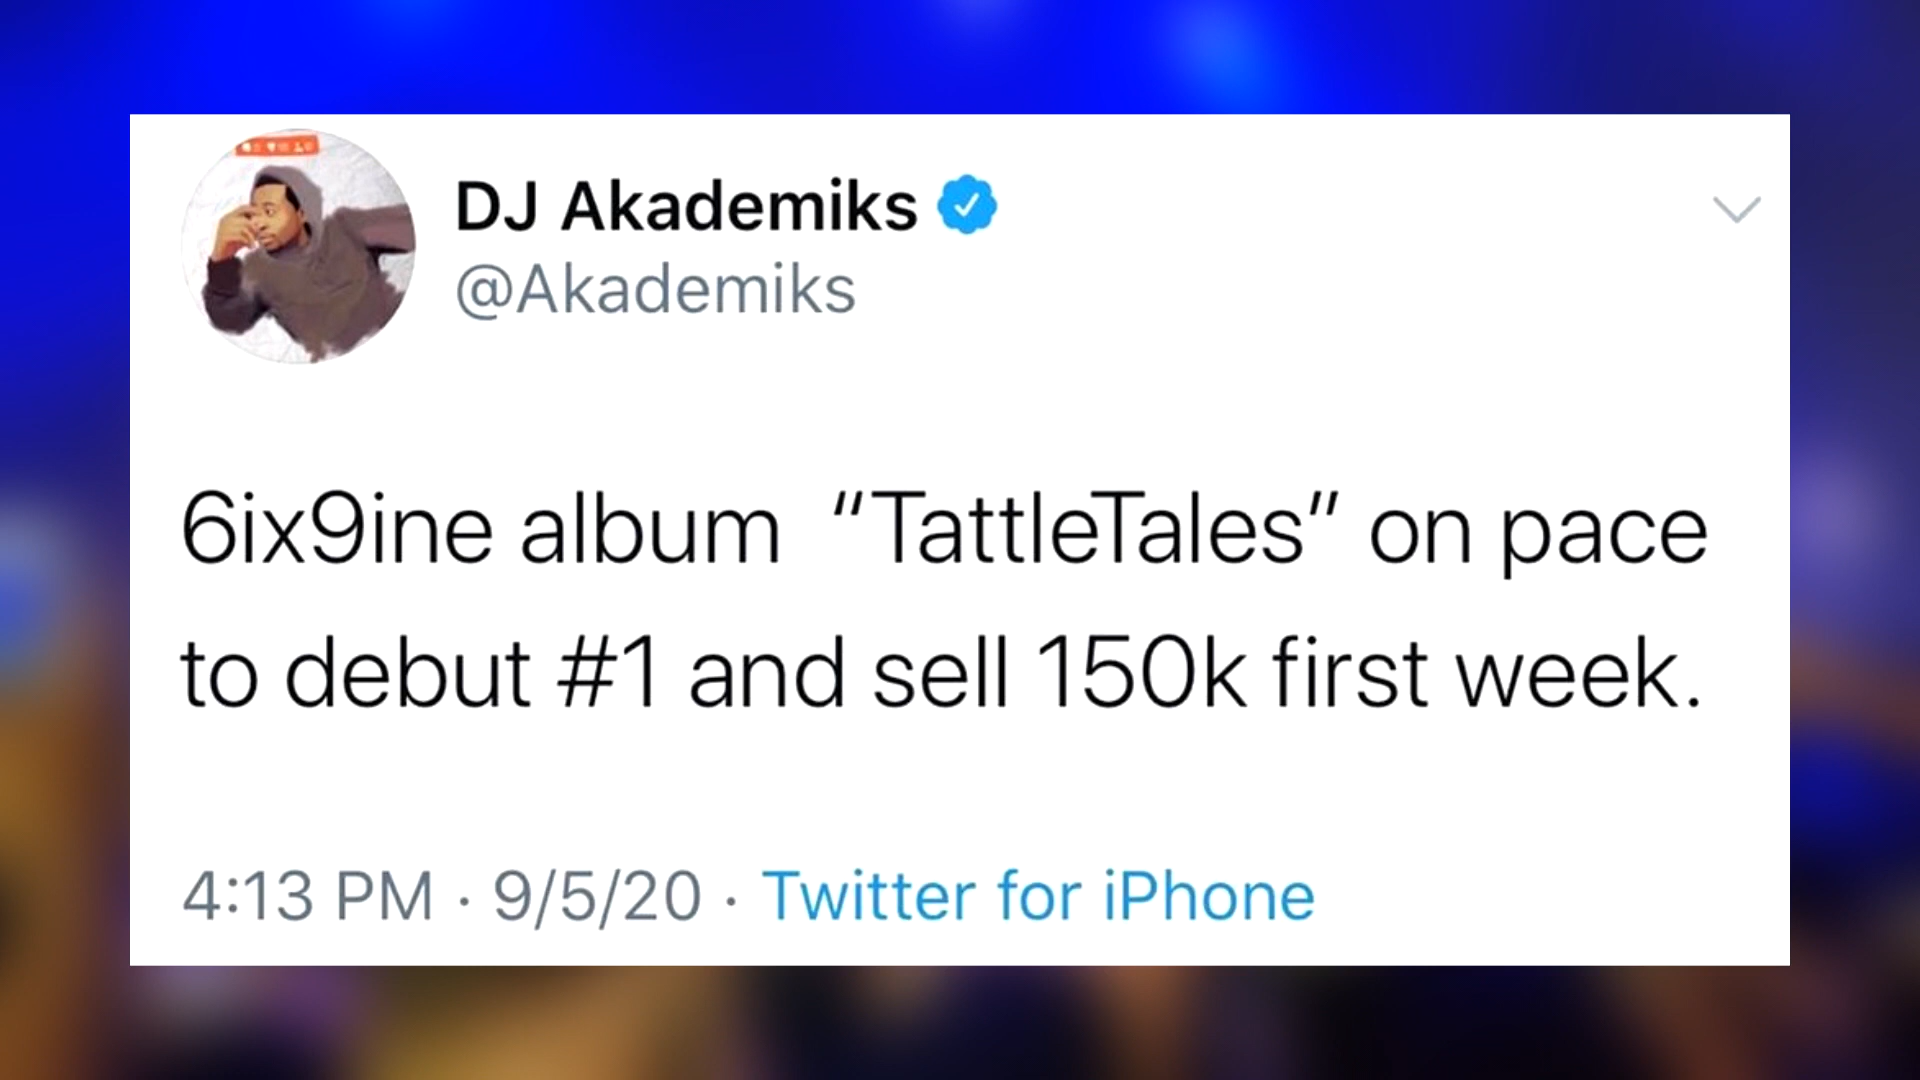 DJ Akademiks
@Akademiks
6ix9ine album  “TattleTales” on pace
to debut #1 and sell 150k first week.
4:13 PM · 9/5/20 · Twitter for iPhone